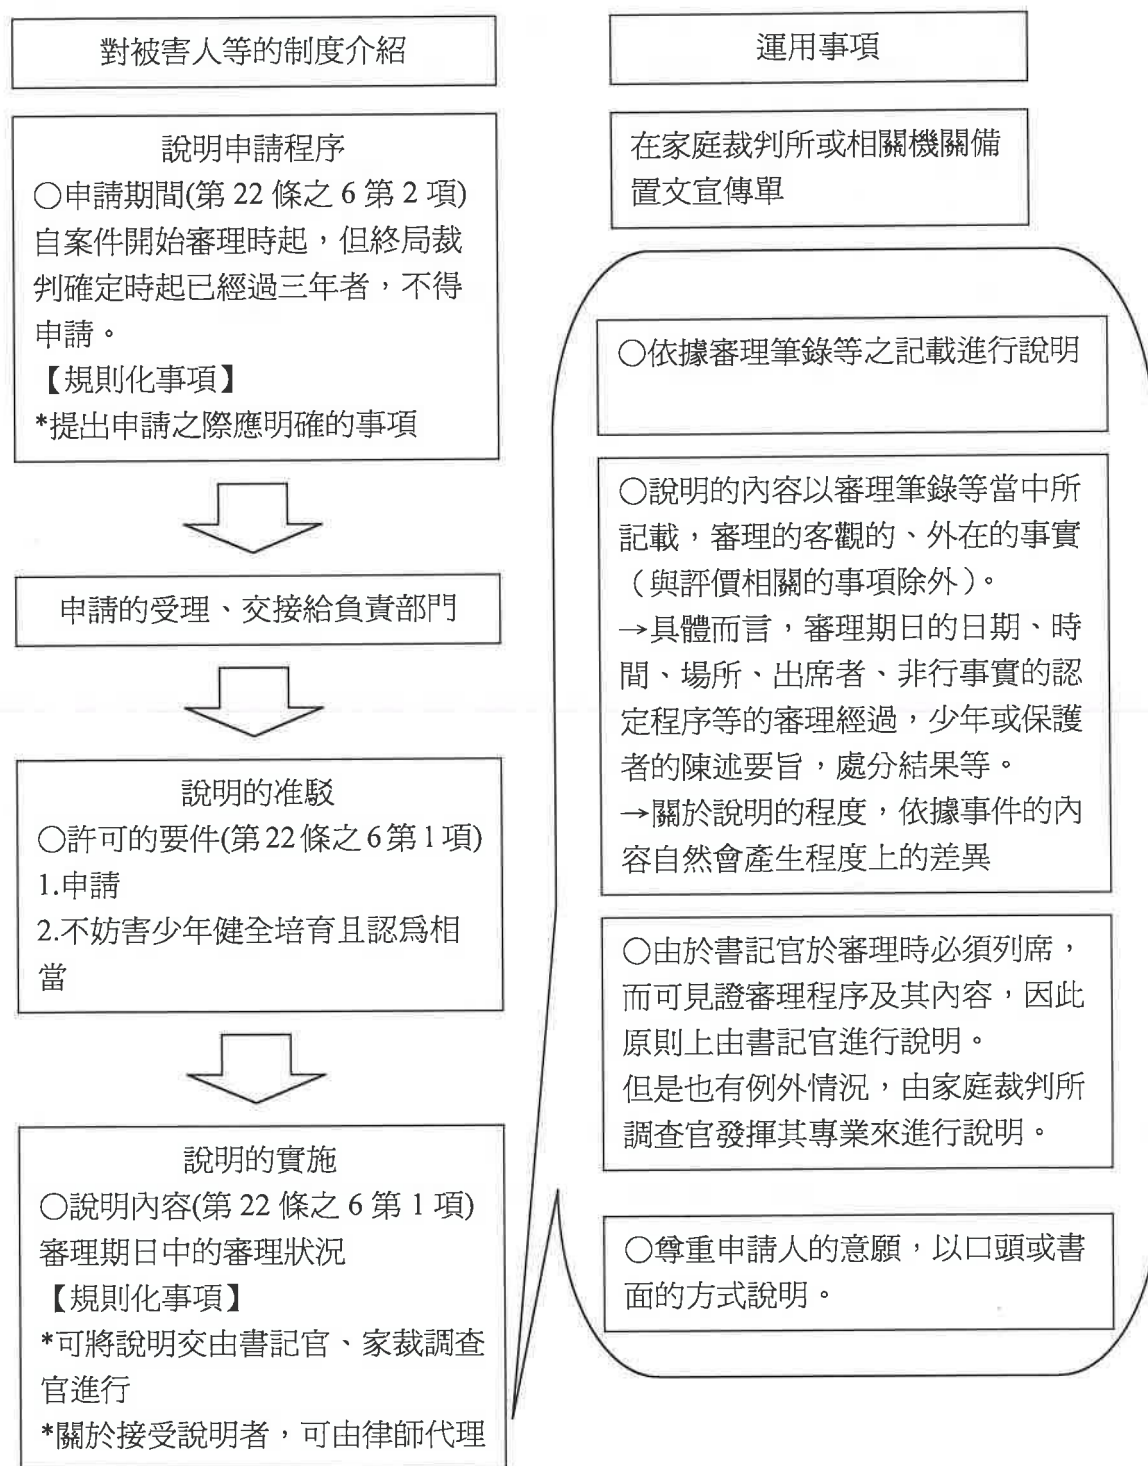 對被害人等的制度介紹
說明申請程序
○申請期間(第 22 條之 6 第 2 項)
自案件開始審理時起，但終局裁
判確定時起已經過三年者，不得
申請。
【規則化事項】
*提出申請之際應明確的事項
申請的受理、交接給負責部門
說明的准駁
○許可的要件(第 22 條之 6 第 1 項)
1.申請
2.不妨害少年健全培育且認為相
當
說明的實施
○說明內容(第 22 條之 6 第 1 項)
審理期日中的審理狀況
【規則化事項】
*可將說明交由書記官、家裁調查
官進行
*關於接受說明者，可由律師代理
運用事項
在家庭裁判所或相關機關備
置文宣傳單
○依據審理筆錄等之記載進行說明
○說明的內容以審理筆錄等當中所
記載，審理的客觀的、外在的事實
（與評價相關的事項除外）。
→具體而言，審理期日的日期、時
間、場所、出席者、非行事實的認
定程序等的審理經過，少年或保護
者的陳述要旨，處分結果等。
→關於說明的程度，依據事件的內
容自然會產生程度上的差異
○由於書記官於審理時必須列席，
而可見證審理程序及其內容，因此
原則上由書記官進行說明。
但是也有例外情況，由家庭裁判所
調查官發揮其專業來進行說明。
○尊重申請人的意願，以口頭或書
面的方式說明。